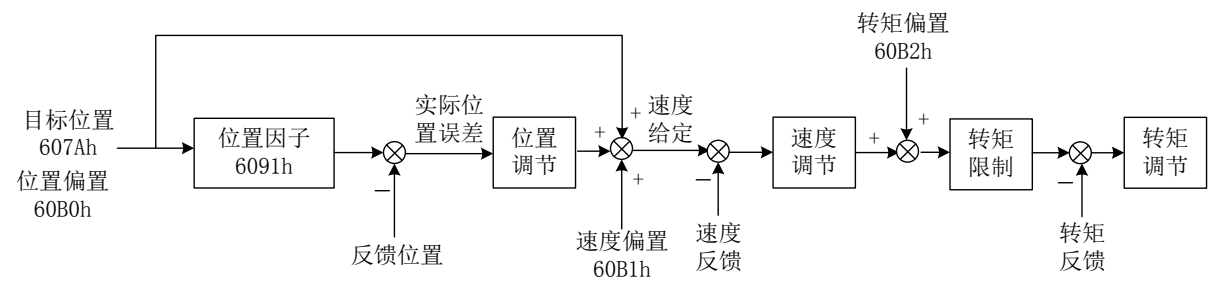 转矩偏置
60B2h
目标位置
607Ah
位置偏置
60B0h
位置因子
6091h
实际位
置误差
位置
调节
速度
给定
速度
调节
转矩
限制
转矩
调节
+
+
+
+
+
−
−
−
反馈位置
速度偏置
60B1h
速度
反馈
转矩
反馈